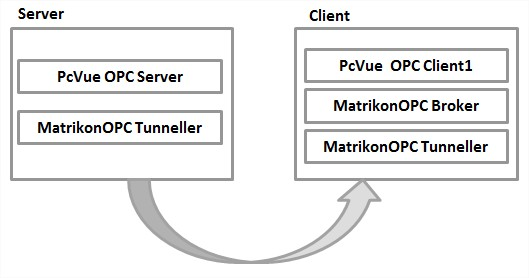 Server
PcVue OPC Server
MatrikonOPC Tunneller
Client
PcVue OPC Client1
MatrikonOPC Broker
MatrikonOPC Tunneller